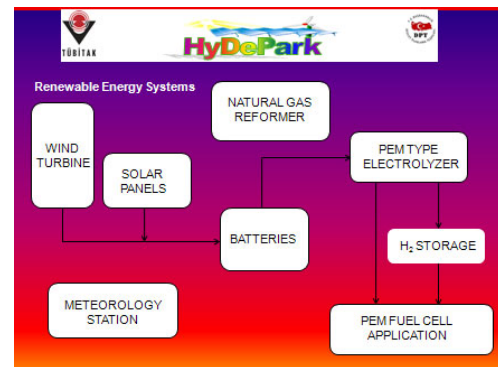 TÜBİTAK
HyDePark
DPT
Renewable Energy Systems
NATURAL GAS
REFORMER
WIND
TURBINE
SOLAR
PANELS
PEM TYPE
ELECTROLYZER
BATTERIES
H₂ STORAGE
METEOROLOGY
STATION
PEM FUEL CELL
APPLICATION